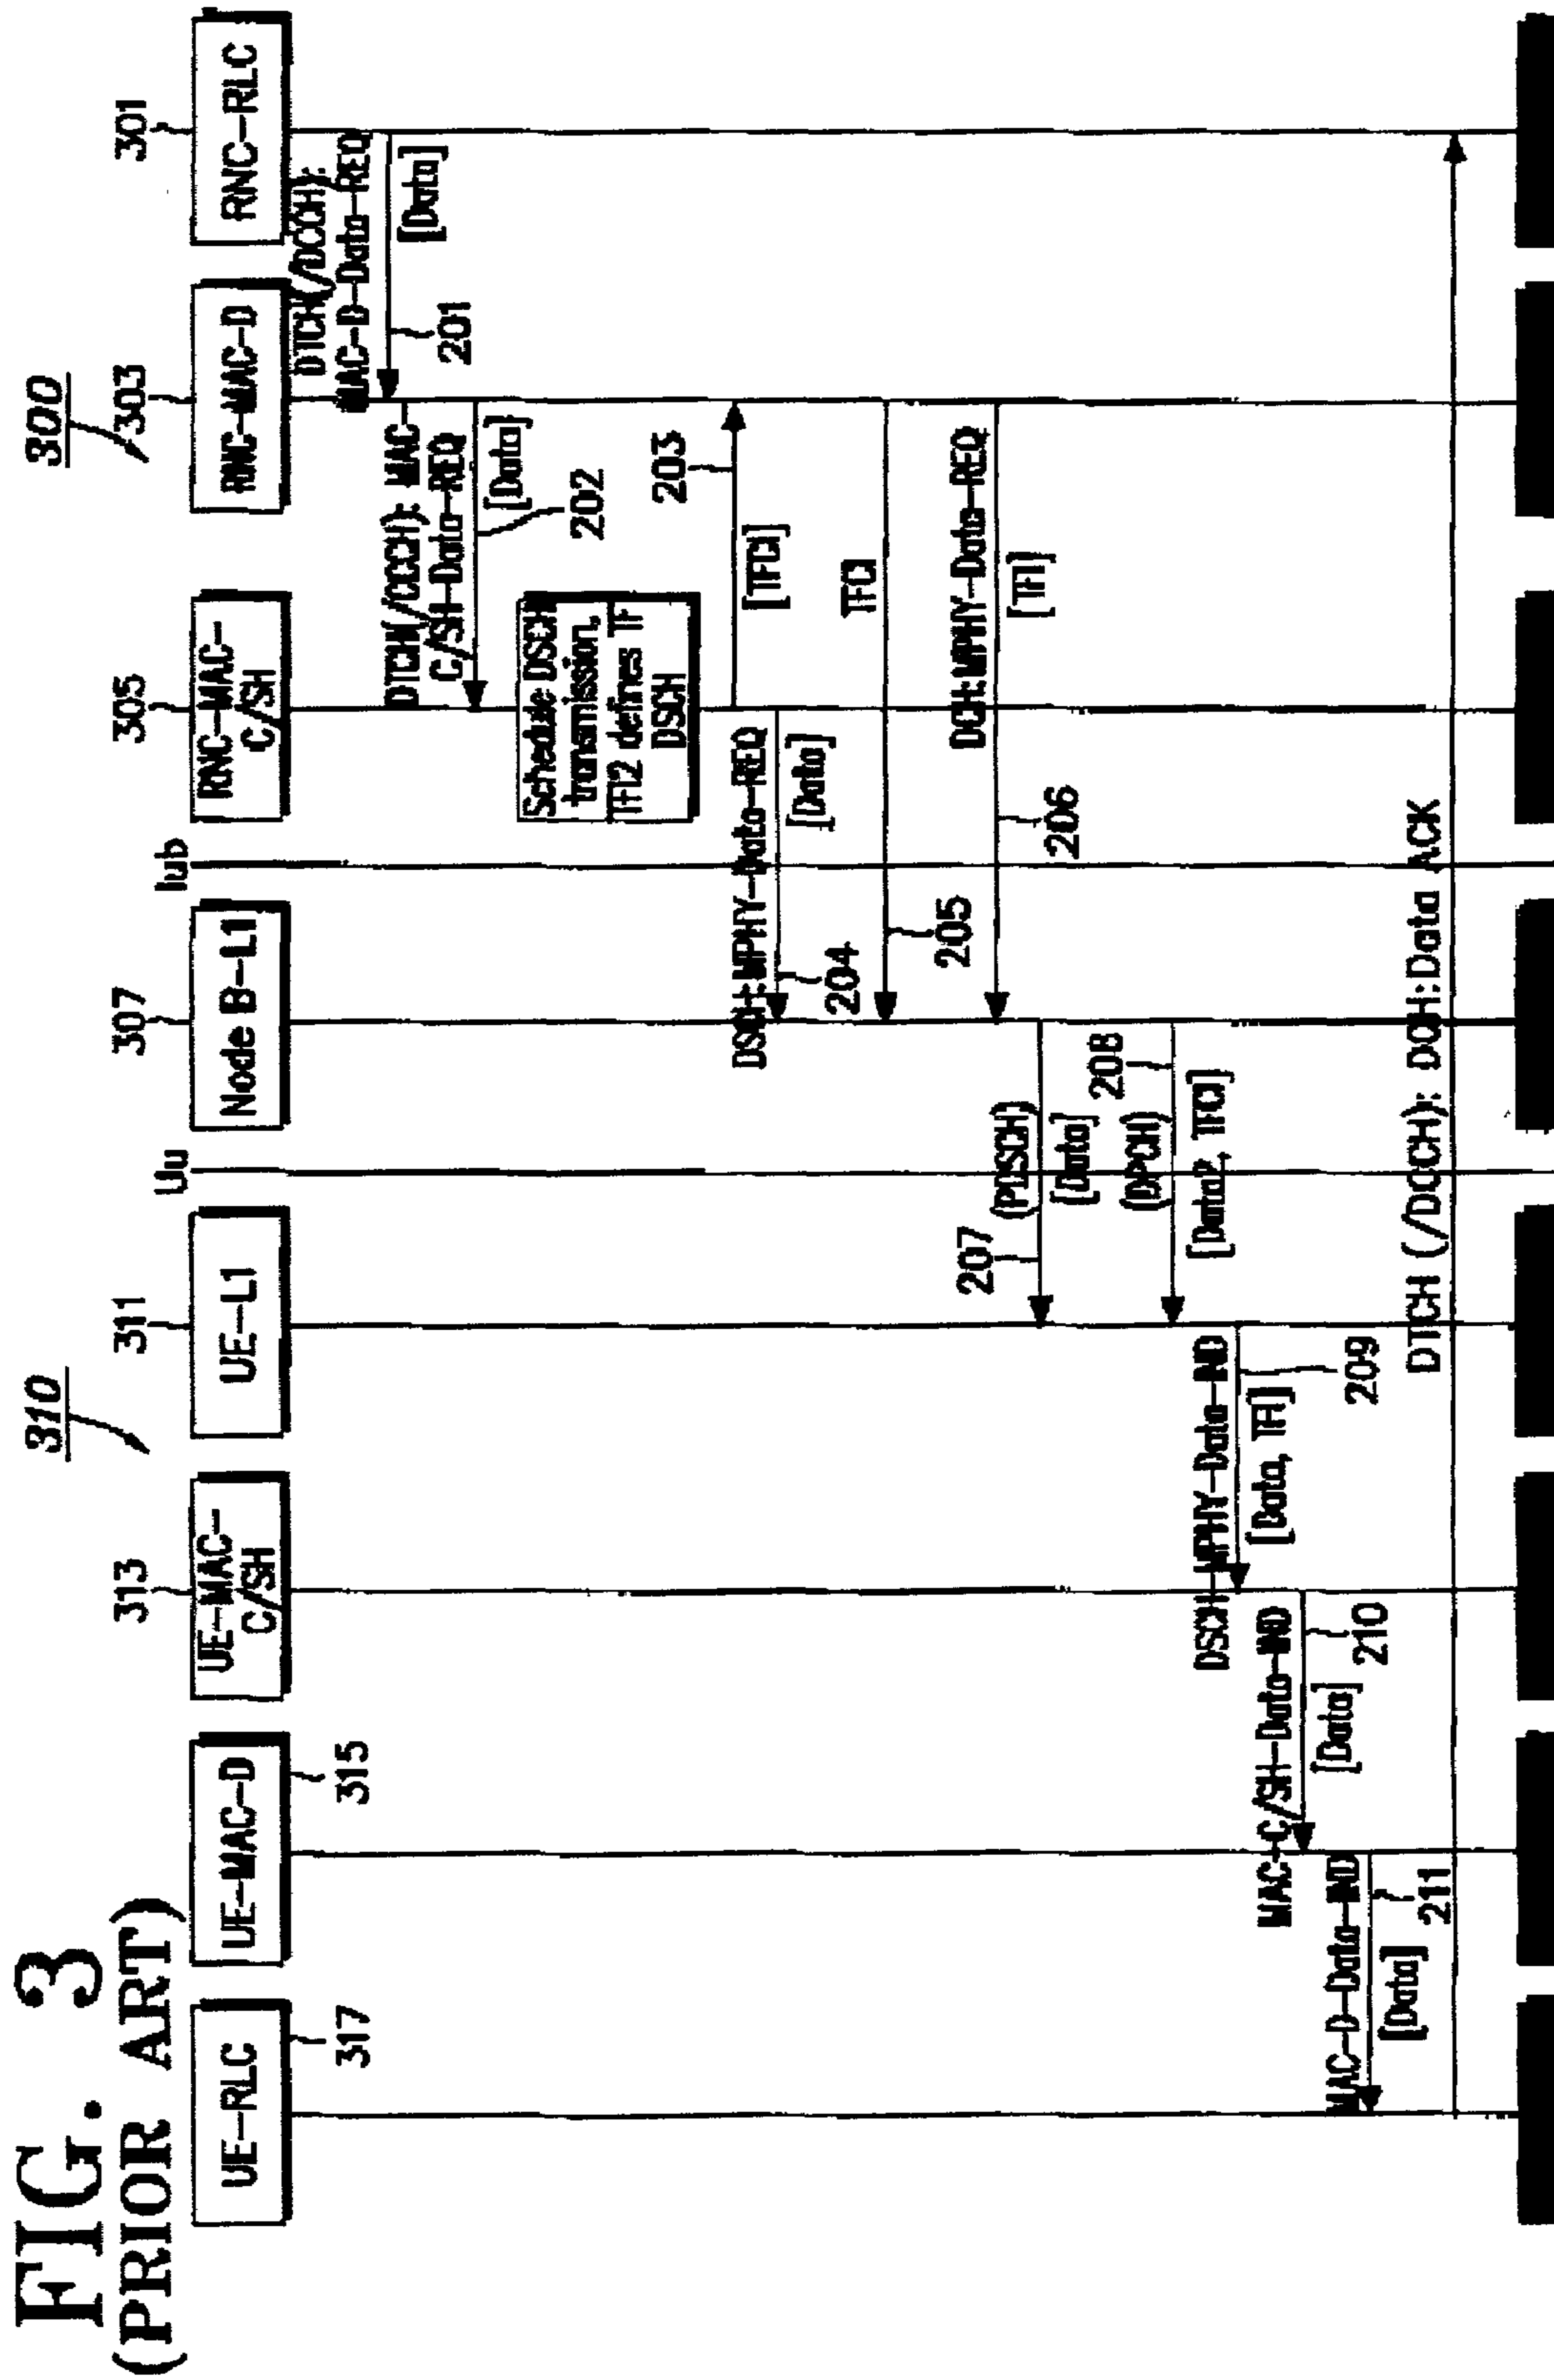 FIG. 3
(PRIOR ART)
310
300
317
315
313
311
Uu
307
Iub
305
303
301
UE-RLC
UE-MAC-D
UE-MAC-
C/SH
UE-L1
Node B-L1
RNC-MAC-
C/SH
RNC-MAC-D
RNC-RLC
DTCH(/DCCH):
MAC-D-Data-REQ
[Data]
201
DTCH(/DCCH): MAC-
C/SH-Data-REQ
[Data]
202
Schedule DSCH
transmission,
TFI2 defines TF
DSCH
203
[TFCI]
DSCH:MPHY-Data-REQ
[Data]
204
TFCI
205
DCH:MPHY-Data-REQ
[TFI]
206
207
(PDSCH)
[Data]
208
(DPCH)
[Data2, TFCI]
DSCH-MPHY-Data-IND
[Data, TFI]
209
MAC-C/SH-Data-IND
[Data]
210
MAC-D-Data-IND
[Data]
211
DTCH (/DCCH): DCH:Data ACK